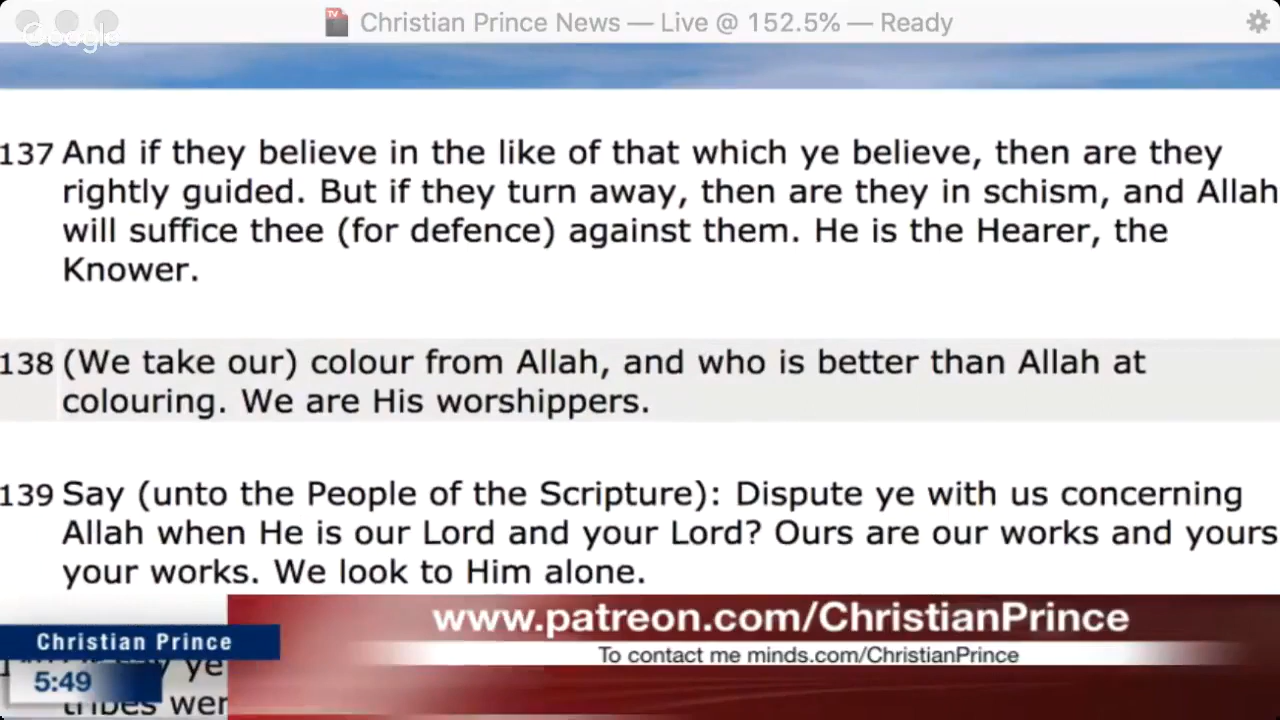 Christian Prince News — Live @ 152.5% — Ready
Google
137 And if they believe in the like of that which ye believe, then are they
rightly guided. But if they turn away, then are they in schism, and Allah
will suffice thee (for defence) against them. He is the Hearer, the
Knower.
138 (We take our) colour from Allah, and who is better than Allah at
colouring. We are His worshippers.
139 Say (unto the People of the Scripture): Dispute ye with us concerning
Allah when He is our Lord and your Lord? Ours are our works and yours
your works. We look to Him alone.
www.patreon.com/ChristianPrince
Christian Prince
To contact me minds.com/ChristianPrince
ye
5:49
tribes wer